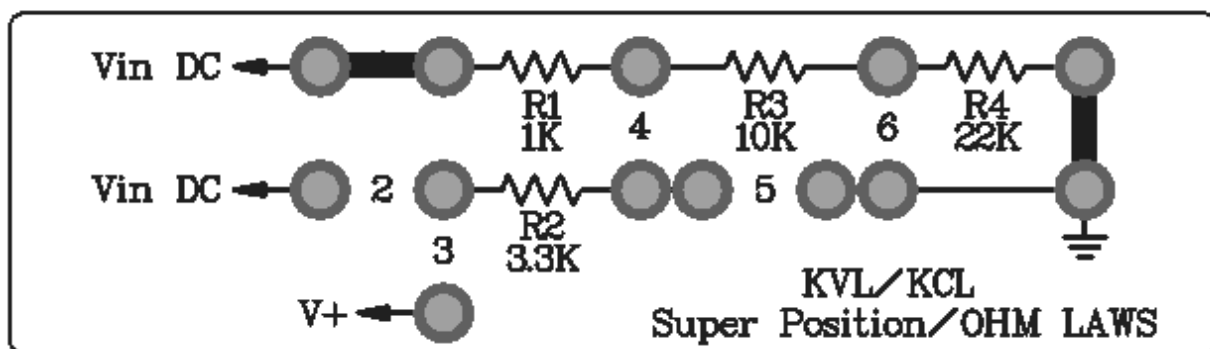 Vin DC
R1
1K
4
R3
10K
6
R4
22K
Vin DC
2
3
R2
3.3K
5
V+
KVL/KCL
Super Position/OHM LAWS